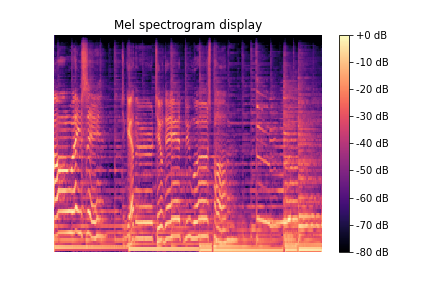 Mel spectrogram display
+0 dB
-10 dB
-20 dB
-30 dB
-40 dB
-50 dB
-60 dB
-70 dB
-80 dB